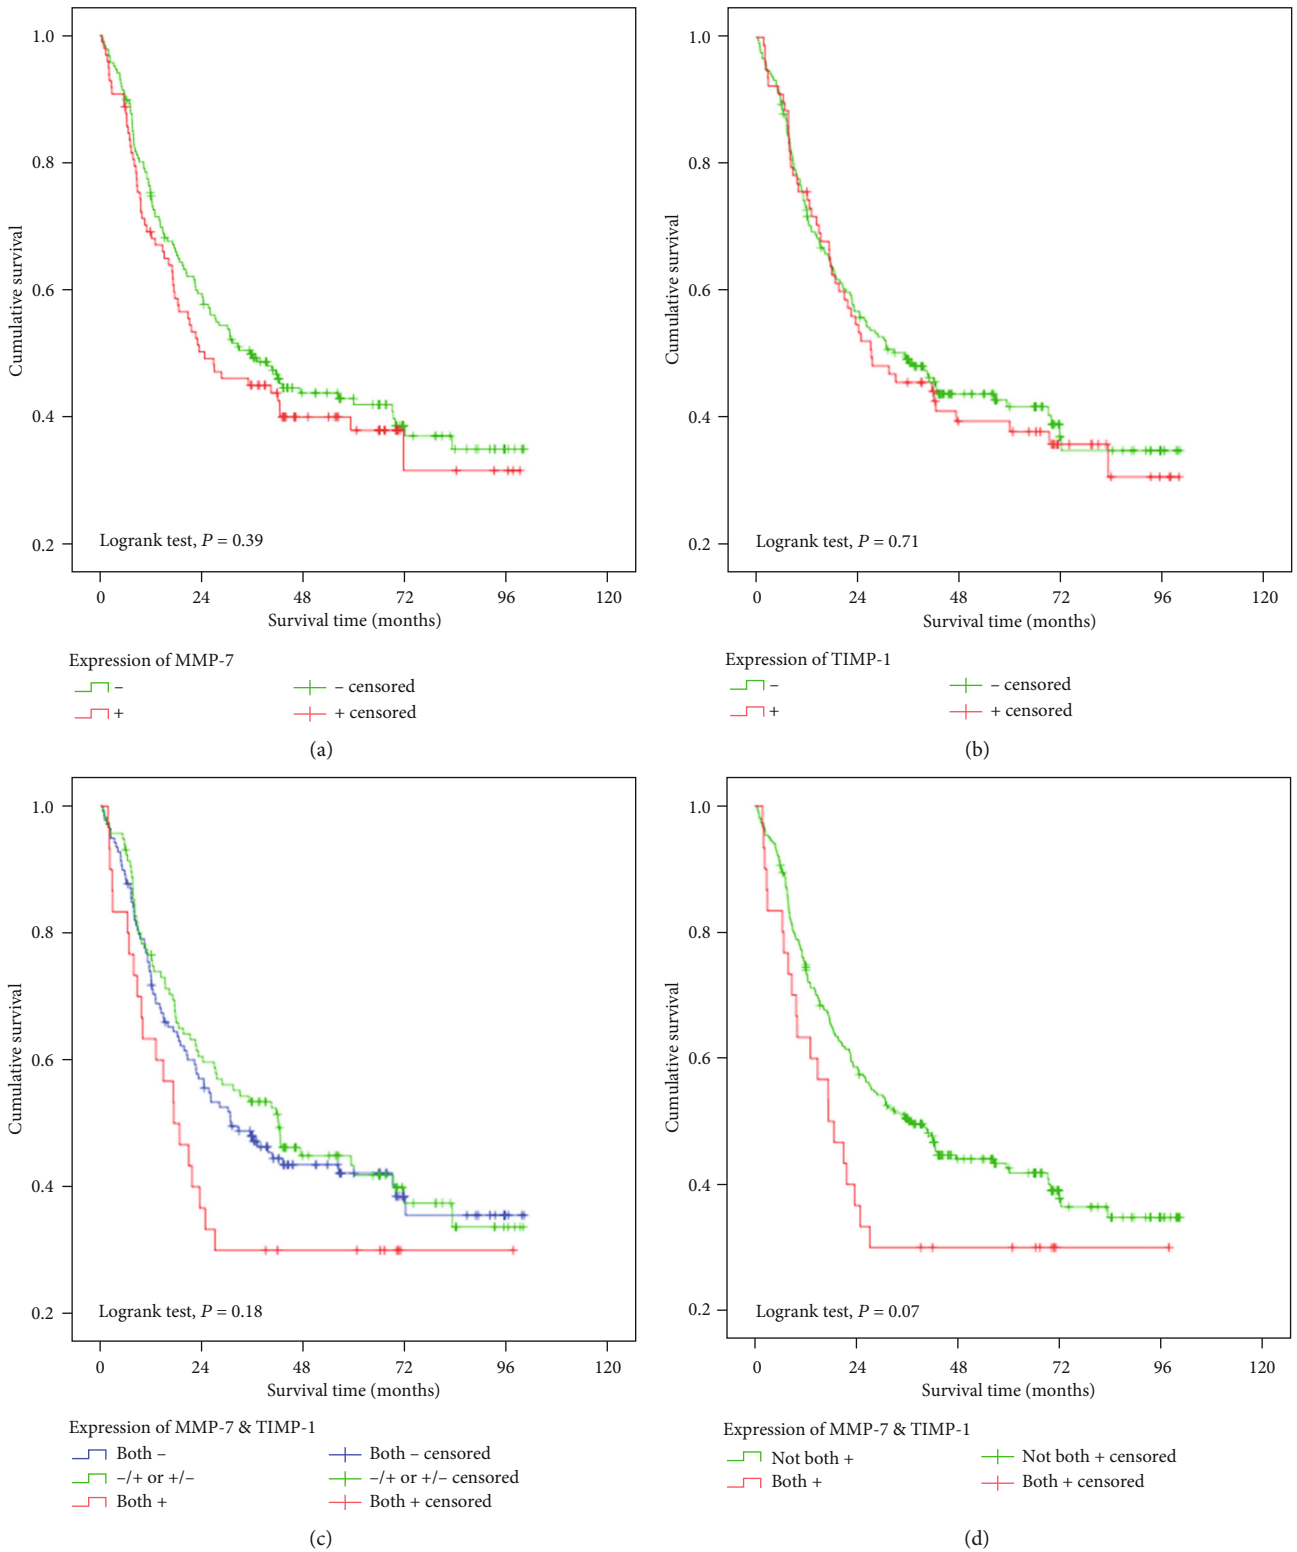 1.0
0.8
0.6
0.4
0.2
Cumulative survival
Logrank test, P = 0.39
0 24 48 72 96 120
Survival time (months)
Expression of MMP-7
– – censored
+ + censored
(a)
1.0
0.8
0.6
0.4
0.2
Cumulative survival
Logrank test, P = 0.71
0 24 48 72 96 120
Survival time (months)
Expression of TIMP-1
– – censored
+ + censored
(b)
1.0
0.8
0.6
0.4
0.2
Cumulative survival
Logrank test, P = 0.18
0 24 48 72 96 120
Survival time (months)
Expression of MMP-7 & TIMP-1
Both – Both – censored
–/+ or +/– –/+ or +/– censored
Both + Both + censored
(c)
1.0
0.8
0.6
0.4
0.2
Cumulative survival
Logrank test, P = 0.07
0 24 48 72 96 120
Survival time (months)
Expression of MMP-7 & TIMP-1
Not both + Not both + censored
Both + Both + censored
(d)